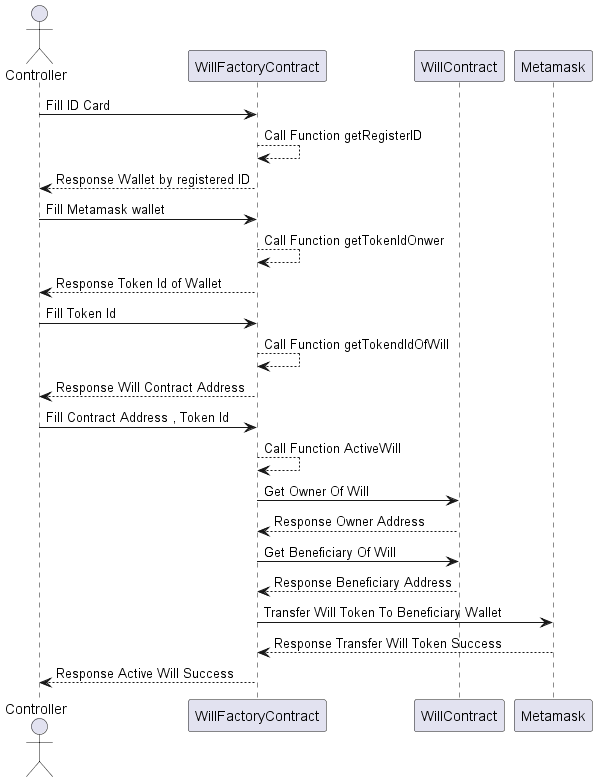 Controller
WillFactoryContract
WillContract
Metamask
Fill ID Card
Call Function getRegisterID
Response Wallet by registered ID
Fill Metamask wallet
Call Function getTokenIdOnwer
Response Token Id of Wallet
Fill Token Id
Call Function getTokendIdOfWill
Response Will Contract Address
Fill Contract Address , Token Id
Call Function ActiveWill
Get Owner Of Will
Response Owner Address
Get Beneficiary Of Will
Response Beneficiary Address
Transfer Will Token To Beneficiary Wallet
Response Transfer Will Token Success
Response Active Will Success
Controller
WillFactoryContract
WillContract
Metamask